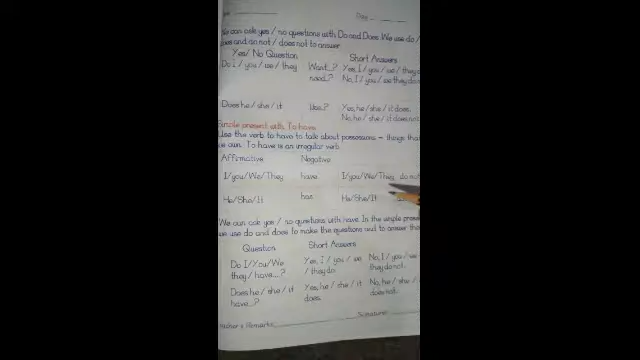 We can ask yes / no questions with Do and Does. We use do /
does and do not / does not to answer
Yes/ No Question Short Answers
Do I / you / we / they Want...? Yes, I / you / we / they d
need..? No, I / you / we / they do n
Does he / she / it Use..? Yes, he / she / it does.
No, he / she / it does not
Simple present with To have
Use the verb to have to talk about possessions - things tha
we own. To have is an irregular verb
Affirmative Negative
I/you/We/They have. I/you/We/They do not
He/She/It has He/She/It
We can ask yes / no questions with have. In the simple prese
we use do and does to make the questions and to answer the
Question Short Answers
Do I/You/We Yes, I / you / we No, I / you / we
they / have...? / they do they do not.
Does he / she / it Yes, he / she / it No, he / she /
have...? does. does not.
Remarks Signature